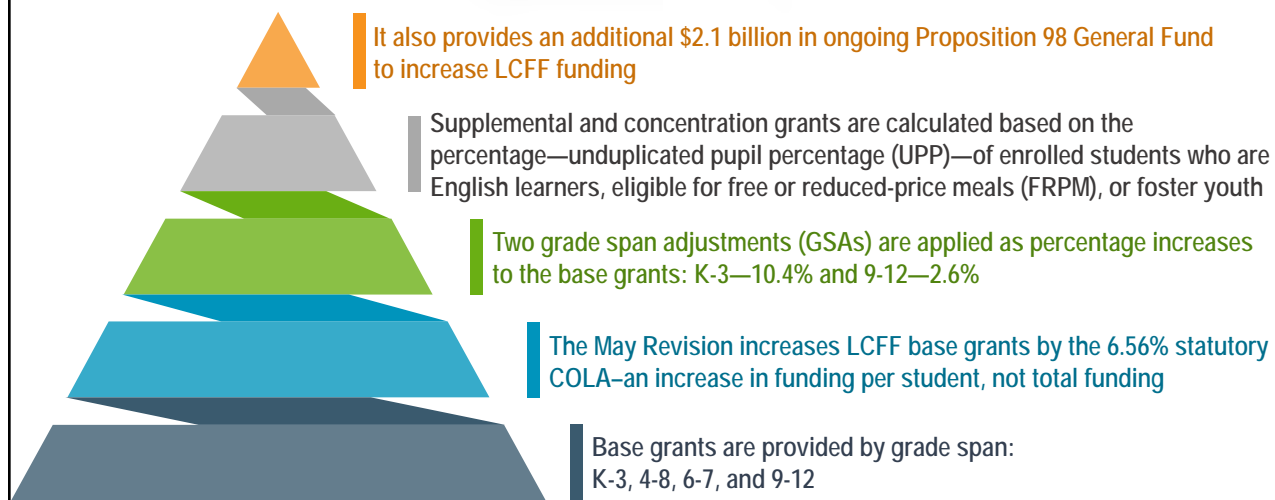 It also provides an additional $2.1 billion in ongoing Proposition 98 General Fund
to increase LCFF funding
Supplemental and concentration grants are calculated based on the
percentage—unduplicated pupil percentage (UPP)—of enrolled students who are
English learners, eligible for free or reduced-price meals (FRPM), or foster youth
Two grade span adjustments (GSAs) are applied as percentage increases
to the base grants: K-3—10.4% and 9-12—2.6%
The May Revision increases LCFF base grants by the 6.56% statutory
COLA–an increase in funding per student, not total funding
Base grants are provided by grade span:
K-3, 4-8, 6-7, and 9-12